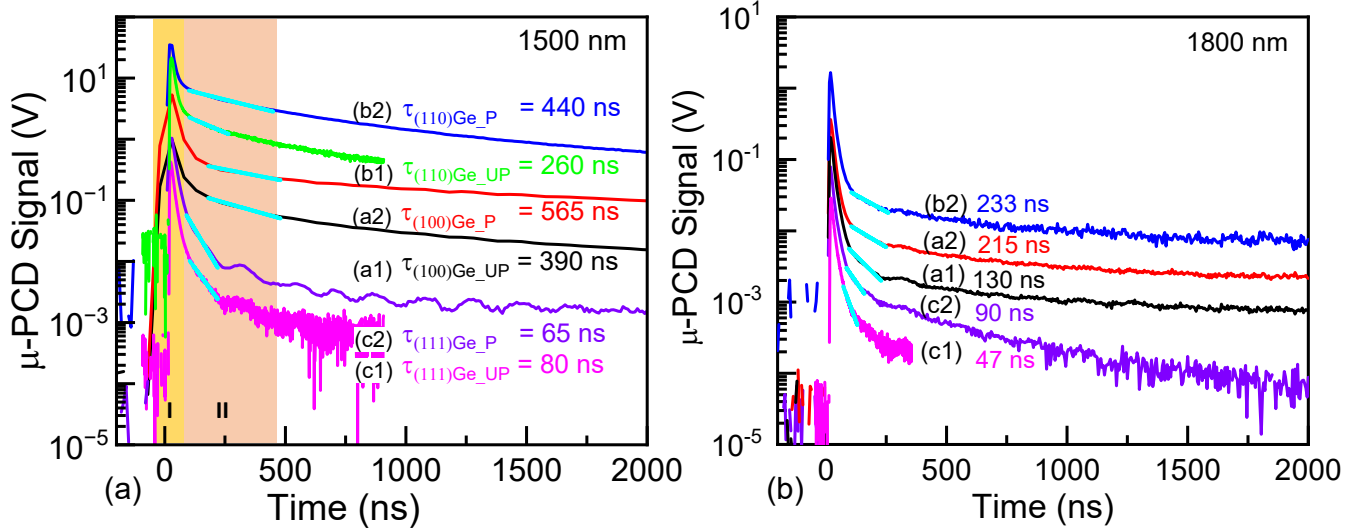 1500 nm
μ-PCD Signal (V)
10^1
10^-1
10^-3
10^-5
(b2) τ(110)Ge_P = 440 ns
(b1) τ(110)Ge_UP = 260 ns
(a2) τ(100)Ge_P = 565 ns
(a1) τ(100)Ge_UP = 390 ns
(c2) τ(111)Ge_P = 65 ns
(c1) τ(111)Ge_UP = 80 ns
I II
0 500 1000 1500 2000
(a) Time (ns)
1800 nm
μ-PCD Signal (V)
10^1
10^-1
10^-3
10^-5
(b2) 233 ns
(a2) 215 ns
(a1) 130 ns
(c2) 90 ns
(c1) 47 ns
0 500 1000 1500 2000
(b) Time (ns)